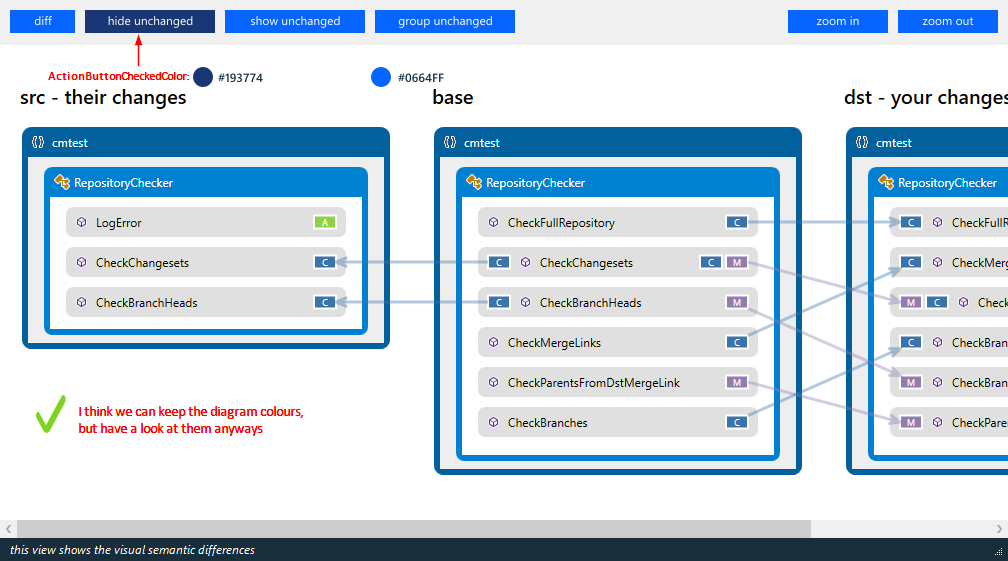 diff
hide unchanged
show unchanged
group unchanged
zoom in
zoom out
ActionButtonCheckedColor:
#193774
#0664FF
src - their changes
base
dst - your changes
cmtest
RepositoryChecker
LogError
A
CheckChangesets
C
CheckBranchHeads
C
cmtest
RepositoryChecker
CheckFullRepository
C
C
CheckChangesets
C
M
C
CheckBranchHeads
M
CheckMergeLinks
C
CheckParentsFromDstMergeLink
M
CheckBranches
C
cmtest
RepositoryChecker
C
CheckFullR
C
CheckMerg
M
C
Check
C
CheckBran
M
CheckBran
M
CheckPare
I think we can keep the diagram colours,
but have a look at them anyways
this view shows the visual semantic differences